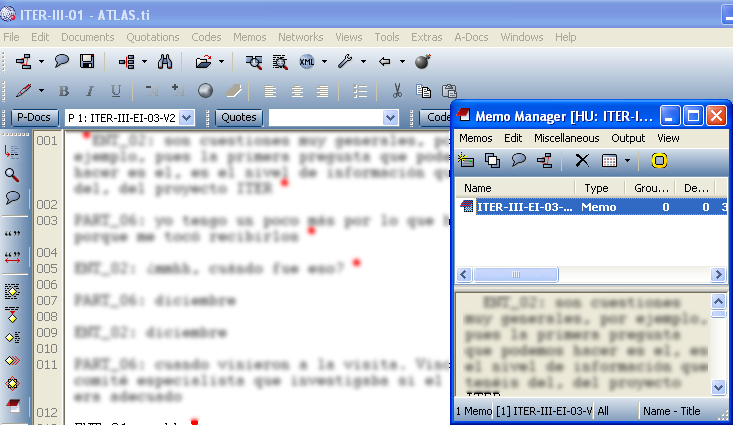 ITER-III-01 - ATLAS.ti
File Edit Documents Quotations Codes Memos Networks Views Tools Extras A-Docs Windows Help
XML
B I U
P-Docs P 1: ITER-III-EI-03-V2 Quotes Code
001 ENT_02: son cuestiones muy generales, po
ejemplo, pues la primera pregunta que pode
hacer es el, es el nivel de información qu
del, del proyecto ITER
002
003 PART_06: yo tengo un poco más por lo que h
porque me tocó recibirlos
004
005 ENT_02: ¿mmhh, cuándo fue eso?
006
007 PART_06: diciembre
008
009 ENT_02: diciembre
010
011 PART_06: cuando vinieron a la visita. Vinc
comité especialista que investigaba si el
era adecuado
012
Memo Manager [HU: ITER-I...
Memos Edit Miscellaneous Output View
Name Type Grou... De...
ITER-III-EI-03-... Memo 0 0 3
ENT_02: son cuestiones
muy generales, por ejemplo,
pues la primera pregunta
que podemos hacer es el, es
el nivel de información que
tenéis del, del proyecto
ITER
1 Memo [1] ITER-III-EI-03-V All Name - Title